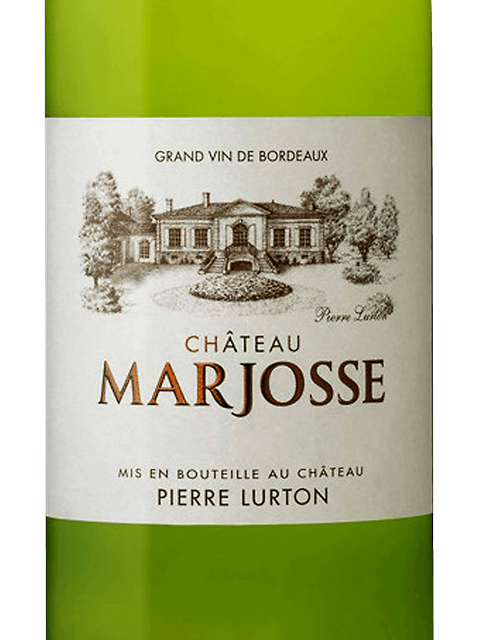 GRAND VIN DE BORDEAUX
Pierre Lurton
CHÂTEAU
MARJOSSE
MIS EN BOUTEILLE AU CHÂTEAU
PIERRE LURTON